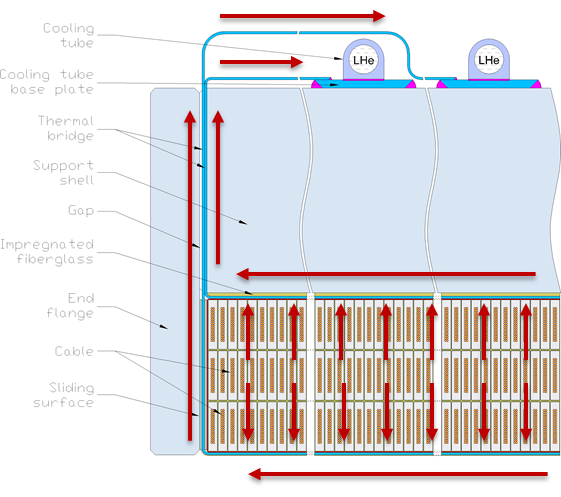 Cooling
tube
LHe
LHe
Cooling tube
base plate
Thermal
bridge
Support
shell
Gap
Impregnated
fiberglass
End
flange
Cable
Sliding
surface